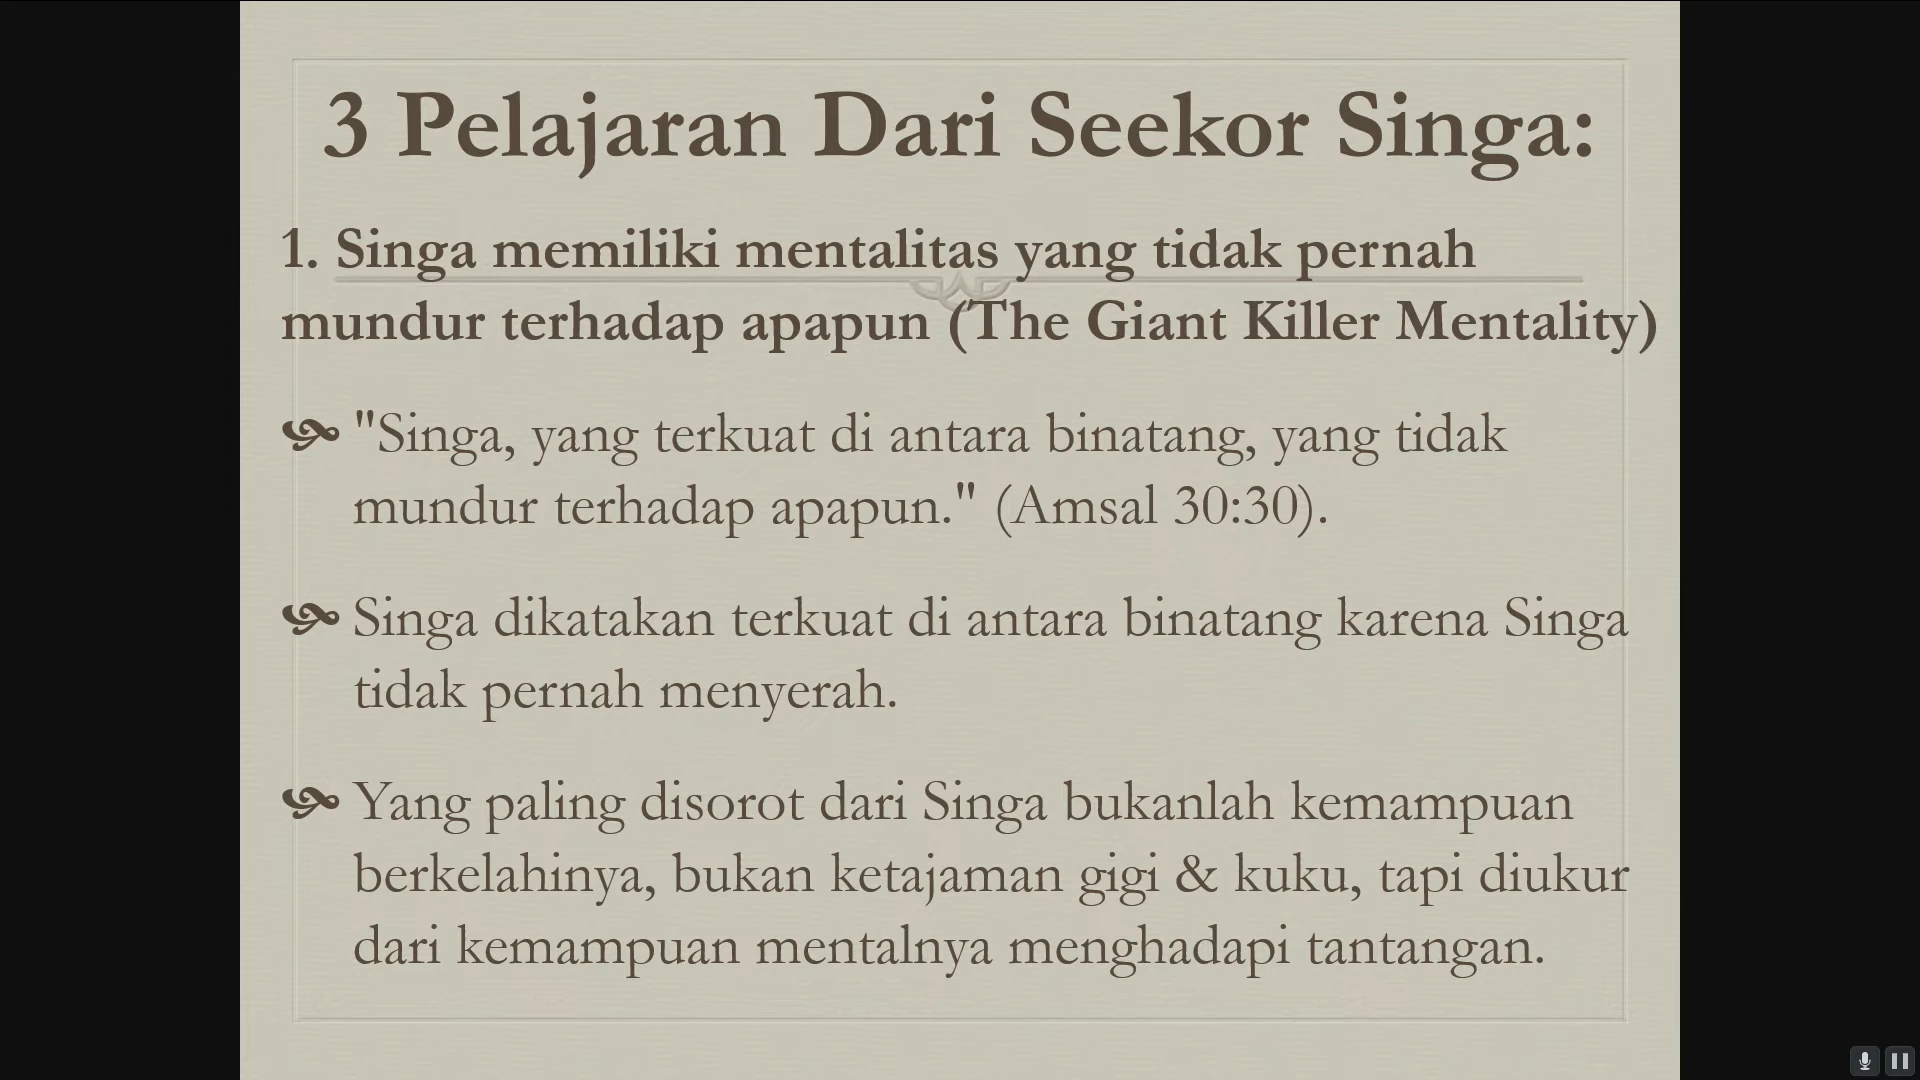 3 Pelajaran Dari Seekor Singa:
1. Singa memiliki mentalitas yang tidak pernah
mundur terhadap apapun (The Giant Killer Mentality)
"Singa, yang terkuat di antara binatang, yang tidak
mundur terhadap apapun." (Amsal 30:30).
Singa dikatakan terkuat di antara binatang karena Singa
tidak pernah menyerah.
Yang paling disorot dari Singa bukanlah kemampuan
berkelahinya, bukan ketajaman gigi & kuku, tapi diukur
dari kemampuan mentalnya menghadapi tantangan.